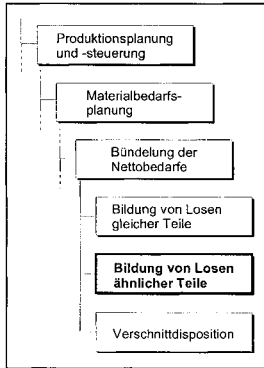 Produktionsplanung
und -steuerung
Materialbedarfs-
planung
Bündelung der
Nettobedarfe
Bildung von Losen
gleicher Teile
Bildung von Losen
ähnlicher Teile
Verschnittdisposition